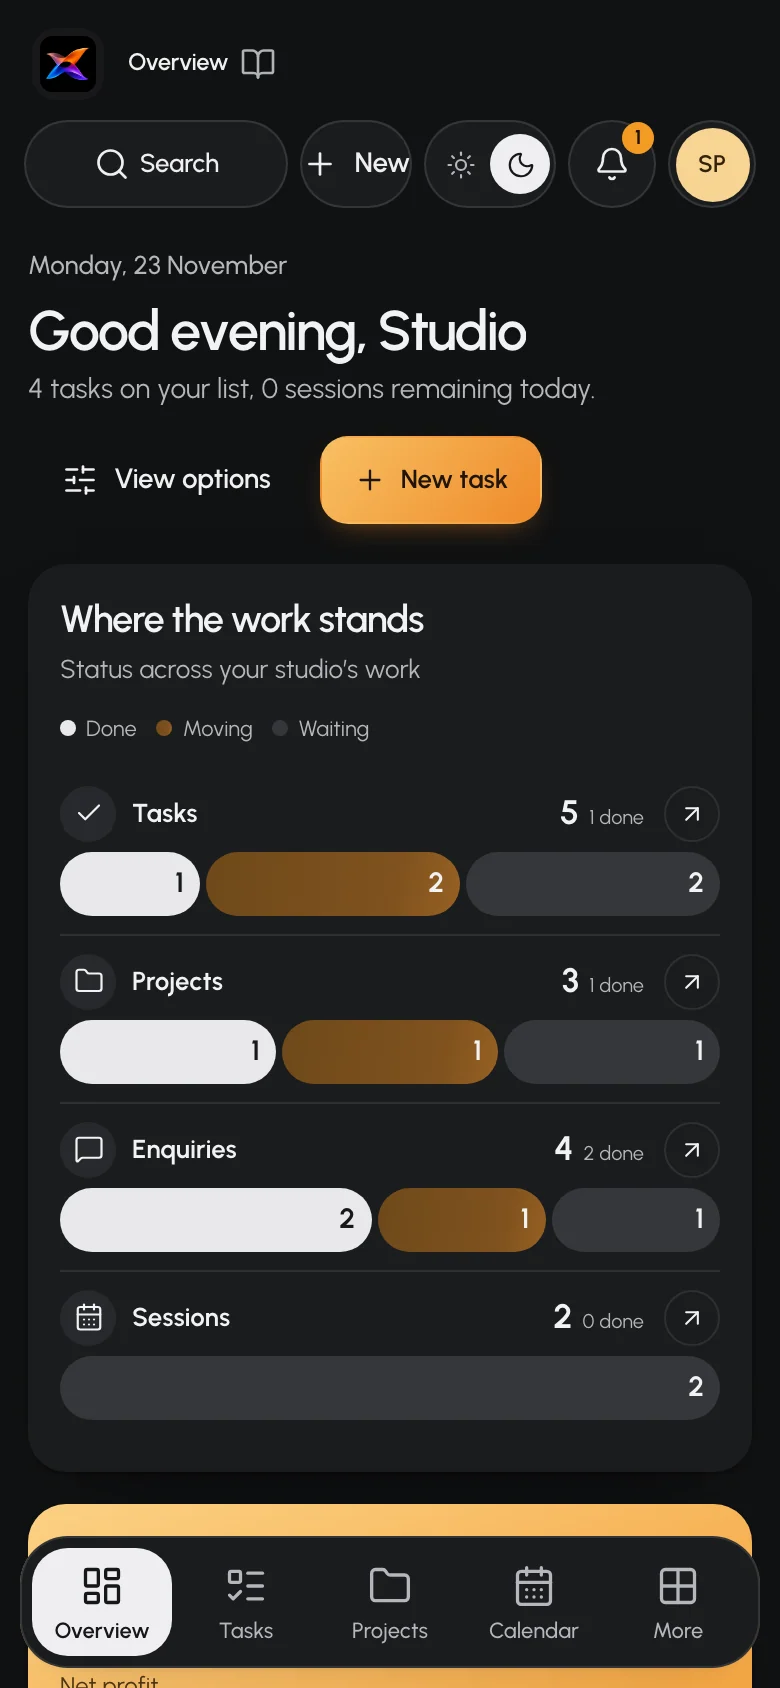 Overview
Search
New
1
SP
Monday, 23 November
Good evening, Studio
4 tasks on your list, 0 sessions remaining today.
View options
New task
Where the work stands
Status across your studio's work
Done Moving Waiting
Tasks 5 1 done
1 2 2
Projects 3 1 done
1 1 1
Enquiries 4 2 done
2 1 1
Sessions 2 0 done
2
Overview Tasks Projects Calendar More
Net profit